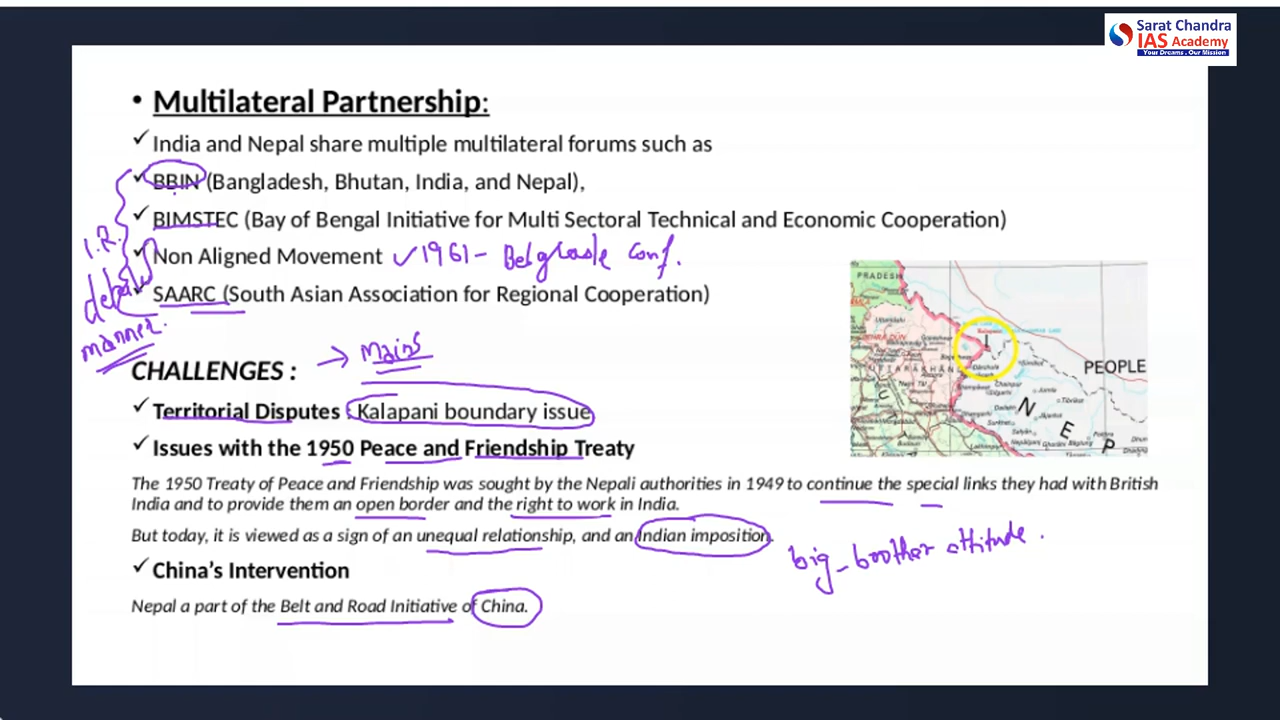 Sarat Chandra
IAS Academy
Your Dreams . Our Mission
• Multilateral Partnership:
✓ India and Nepal share multiple multilateral forums such as
✓ BBIN (Bangladesh, Bhutan, India, and Nepal),
✓ BIMSTEC (Bay of Bengal Initiative for Multi Sectoral Technical and Economic Cooperation)
✓ Non Aligned Movement ✓ 1961 - Belgrade Conf.
✓ SAARC (South Asian Association for Regional Cooperation)
I.R.
manner.
CHALLENGES : → Mains
✓ Territorial Disputes (Kalapani boundary issue
✓ Issues with the 1950 Peace and Friendship Treaty
The 1950 Treaty of Peace and Friendship was sought by the Nepali authorities in 1949 to continue the special links they had with British
India and to provide them an open border and the right to work in India.
But today, it is viewed as a sign of an unequal relationship, and an Indian imposition.
big-brother attitude.
✓ China's Intervention
Nepal a part of the Belt and Road Initiative of China.
PRADESH
DEHRA DUN
UTTARAKHAN
PEOPLE
N E P